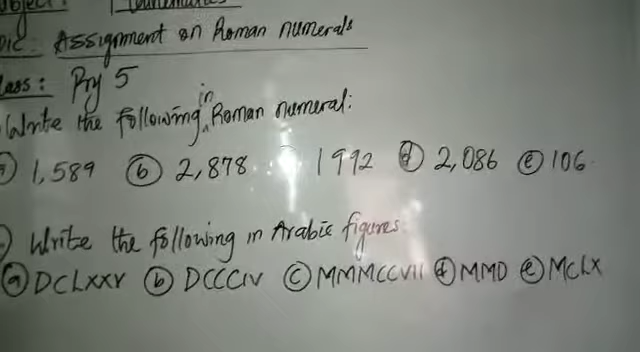 Assignment on Roman numerals
Class: Pry 5
Write the following in Roman numeral:
1,589 (b) 2,878 1992 (d) 2,086 (e) 106
Write the following in Arabic figures
(a) DCLXXV (b) DCCCIV (c) MMMCCVII (d) MMD (e) MCLX